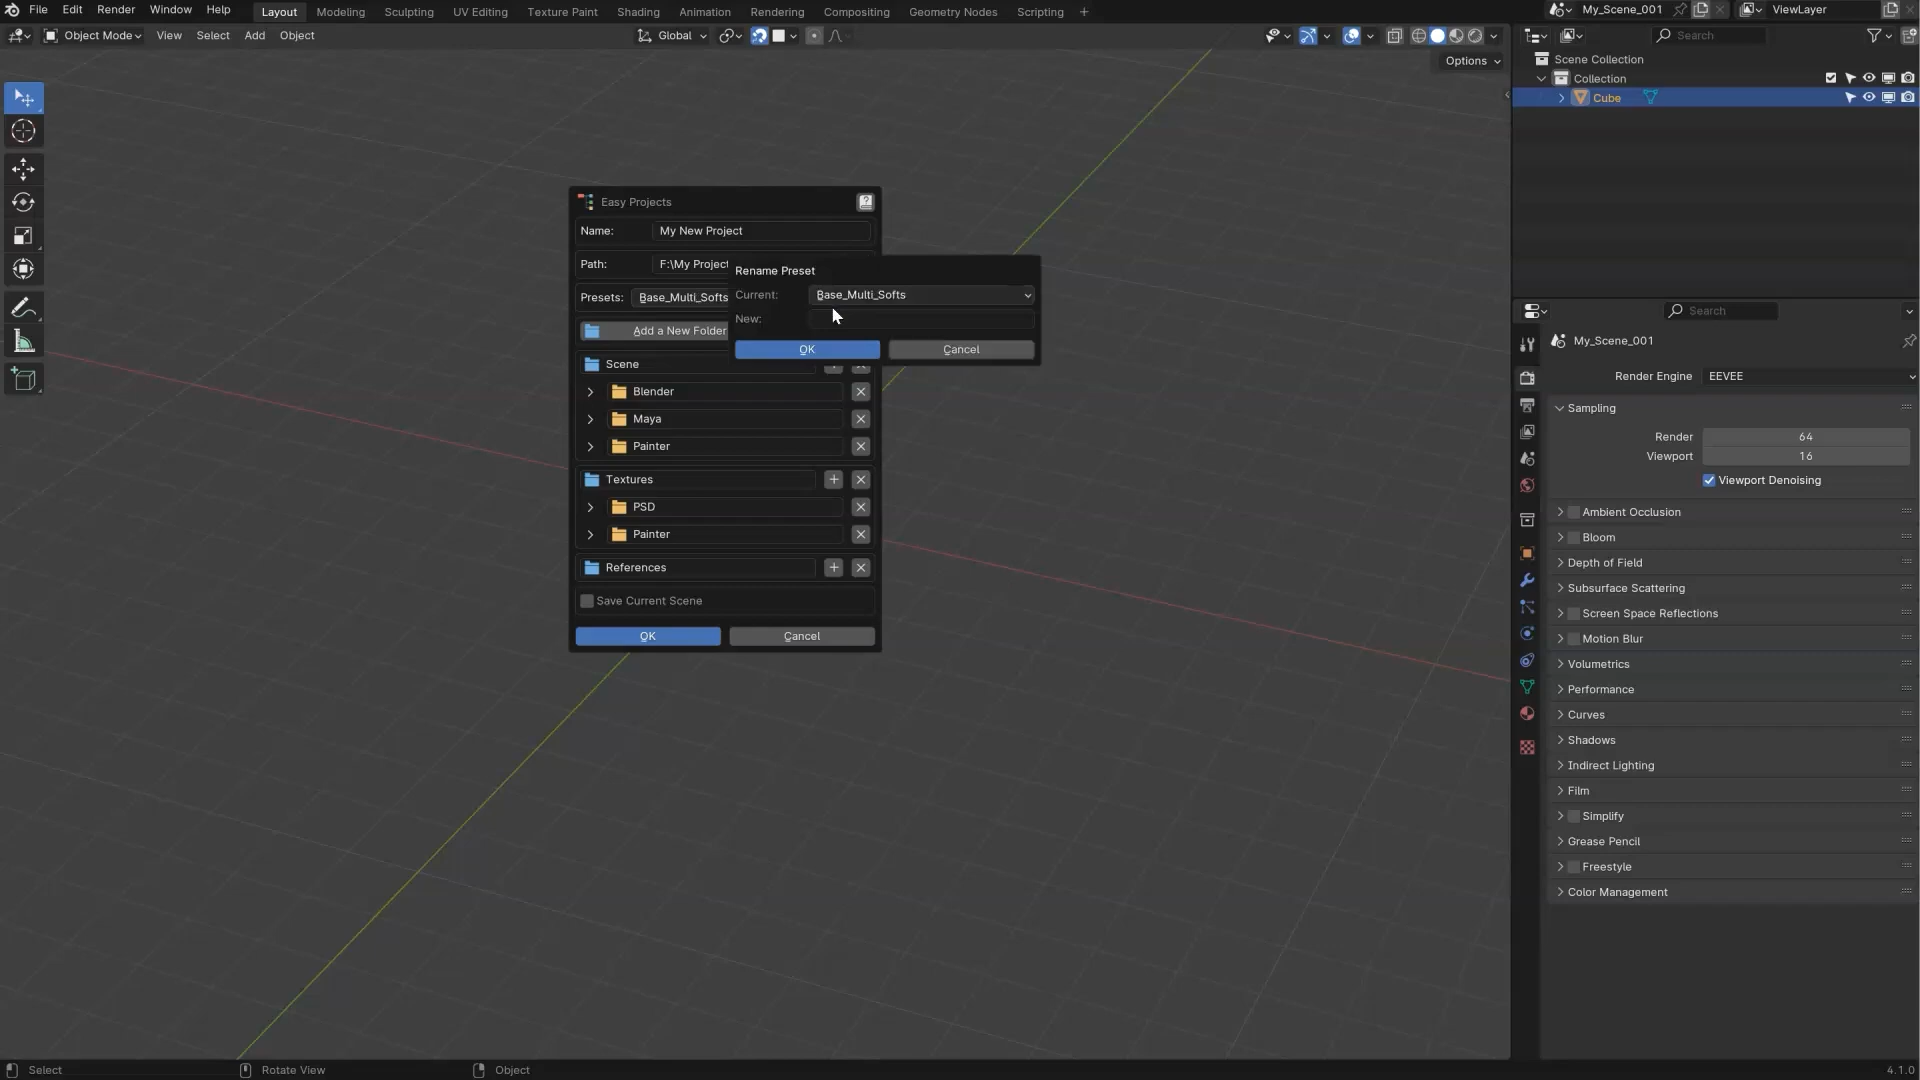 File Edit Render Window Help Layout Modeling Sculpting UV Editing Texture Paint Shading Animation Rendering Compositing Geometry Nodes Scripting + My_Scene_001 ViewLayer
Object Mode View Select Add Object Global Search
Options
Scene Collection
Collection
Cube
Easy Projects
Name: My New Project
Path: F:\My Project
Presets: Base_Multi_Softs
Rename Preset
Current: Base_Multi_Softs
New:
OK Cancel
Add a New Folder
Scene
Blender
Maya
Painter
Textures
PSD
Painter
References
Save Current Scene
OK Cancel
Search
My_Scene_001
Render Engine EEVEE
Sampling
Render 64
Viewport 16
Viewport Denoising
Ambient Occlusion
Bloom
Depth of Field
Subsurface Scattering
Screen Space Reflections
Motion Blur
Volumetrics
Performance
Curves
Shadows
Indirect Lighting
Film
Simplify
Grease Pencil
Freestyle
Color Management
Select Rotate View Object 4.1.0